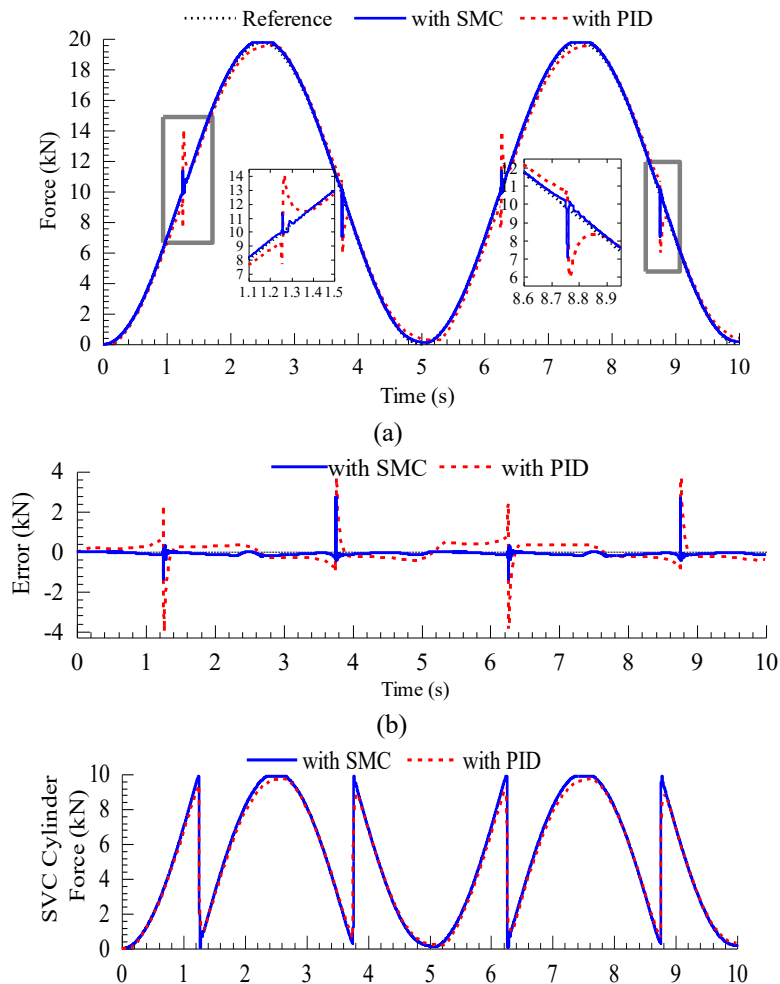 Reference with SMC with PID
Force (kN)
20
18
16
14
12
10
8
6
4
2
0
14
13
12
11
10
9
8
7
1.1 1.2 1.3 1.4 1.5
12
11
10
9
8
7
6
8.6 8.7 8.8 8.9
0 1 2 3 4 5 6 7 8 9 10
Time (s)
(a)
with SMC with PID
Error (kN)
4
2
0
-2
-4
0 1 2 3 4 5 6 7 8 9 10
Time (s)
(b)
with SMC with PID
SVC Cylinder
Force (kN)
10
8
6
4
2
0
0 1 2 3 4 5 6 7 8 9 10